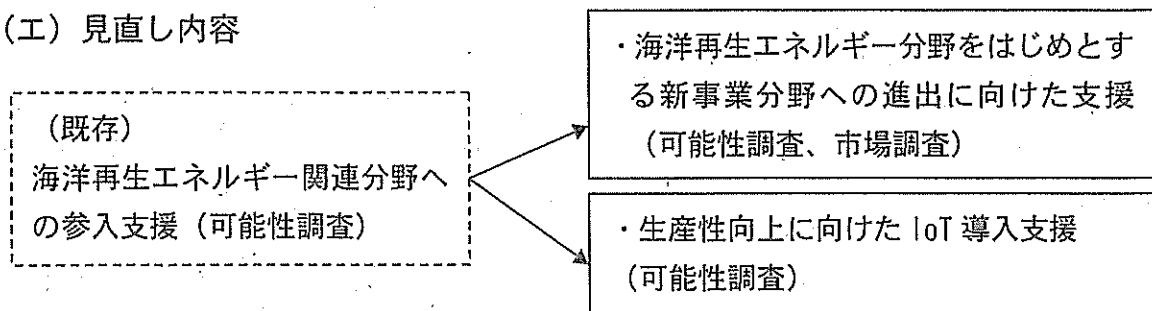 （エ）見直し内容
（既存）
海洋再生エネルギー関連分野へ
の参入支援（可能性調査）
・海洋再生エネルギー分野をはじめとす
る新事業分野への進出に向けた支援
（可能性調査、市場調査）
・生産性向上に向けた IoT 導入支援
（可能性調査）